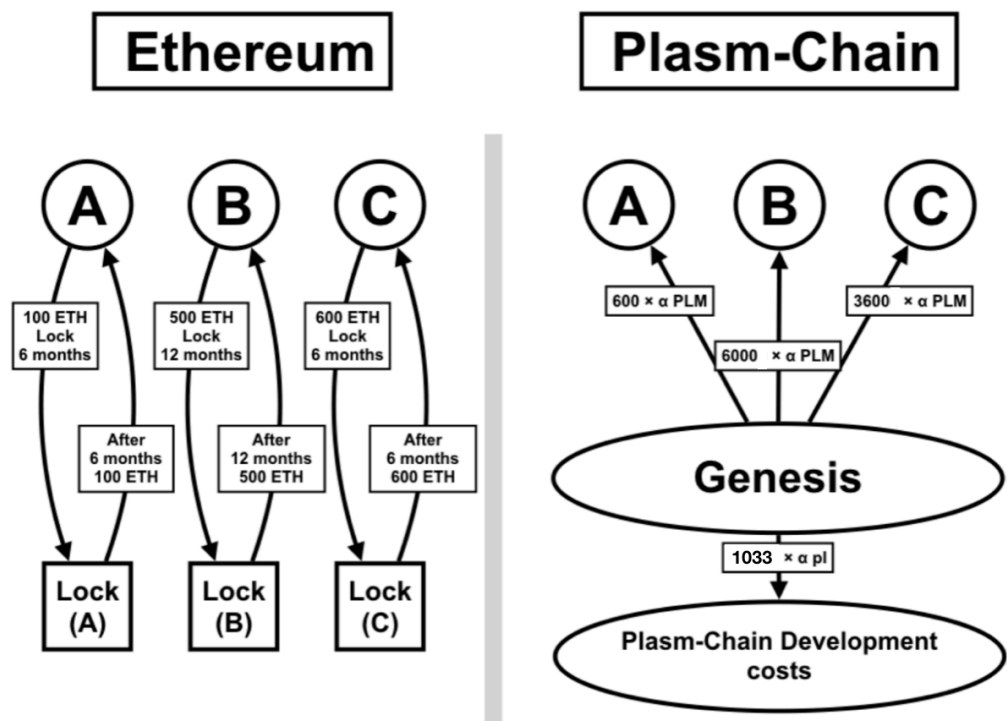 Ethereum
Plasm-Chain
A
B
C
100 ETH
Lock
6 months
500 ETH
Lock
12 months
600 ETH
Lock
6 months
After
6 months
100 ETH
After
12 months
500 ETH
After
6 months
600 ETH
Lock
(A)
Lock
(B)
Lock
(C)
A
B
C
600 × α PLM
3600 × α PLM
6000 × α PLM
Genesis
1033 × α pl
Plasm-Chain Development
costs